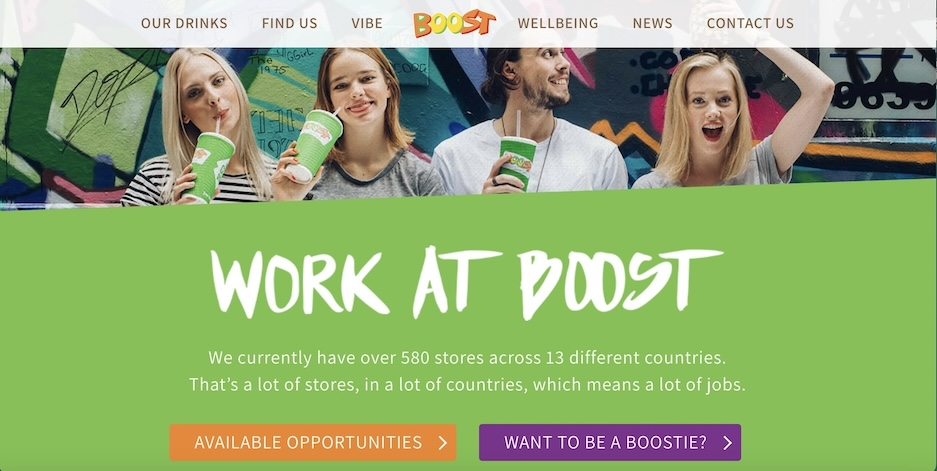 OUR DRINKS FIND US VIBE BOOST WELLBEING NEWS CONTACT US
The
1975
WORK AT BOOST
We currently have over 580 stores across 13 different countries.
That’s a lot of stores, in a lot of countries, which means a lot of jobs.
AVAILABLE OPPORTUNITIES
WANT TO BE A BOOSTIE?